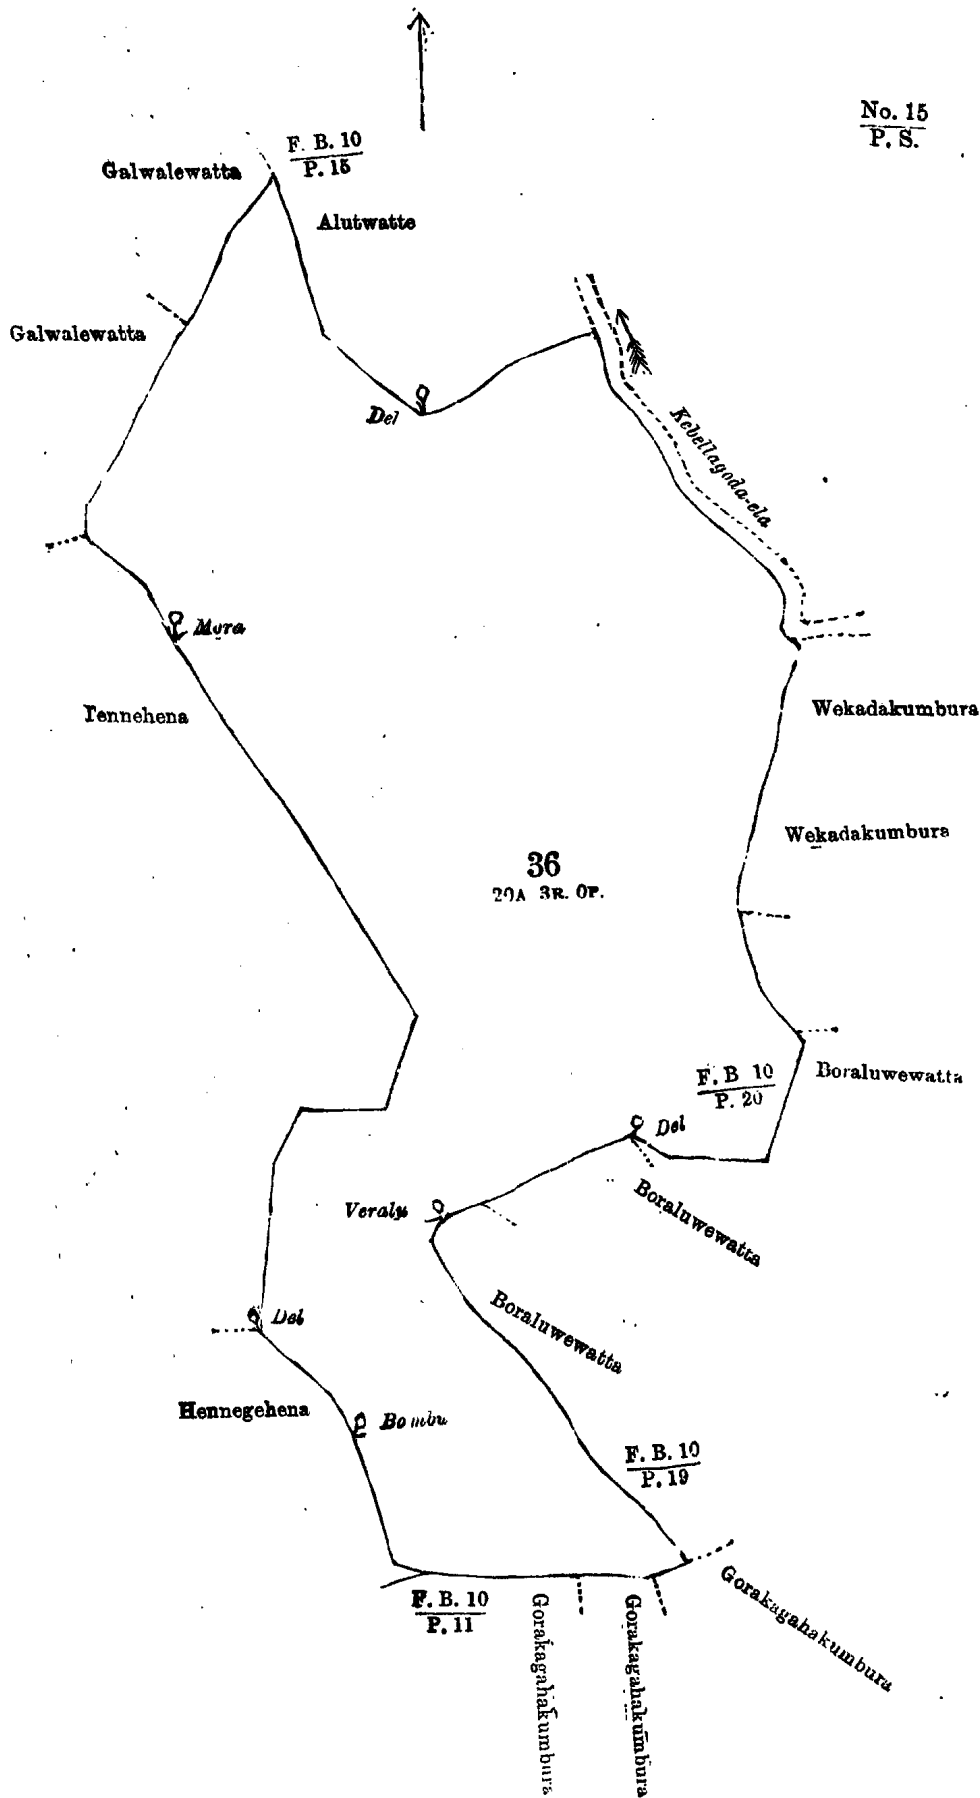 No. 15
P. S.
F. B. 10
P. 15
Galwalewatta
Alutwatte
Galwalewatta
Del
Kebellagoda-ela
Mora
Tennehena
Wekadakumbura
Wekadakumbura
36
20A 3R. 0P.
F. B 10
P. 20
Boraluwewatta
Del
Boraluwewatta
Veralu
Boraluwewatta
Del
Hennegehena
Bombu
F. B. 10
P. 19
F. B. 10
P. 11
Gorakagahakumbura
Gorakagahakumbura
Gorakagahakumbura